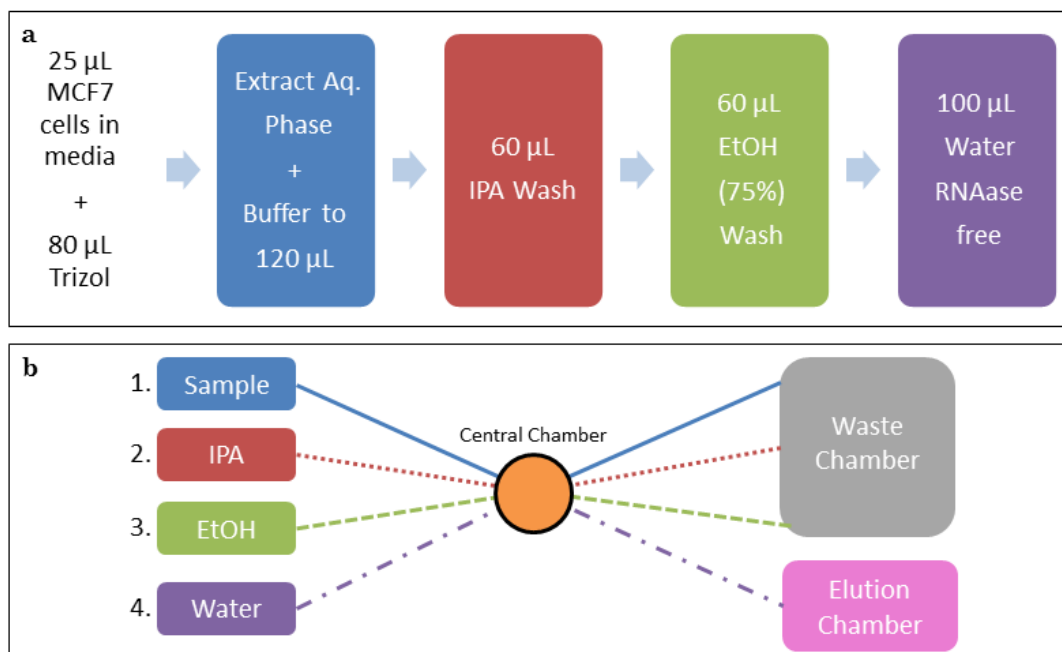 a
25 µL
MCF7
cells in
media
+
80 µL
Trizol
Extract Aq.
Phase
+
Buffer to
120 µL
60 µL
IPA Wash
60 µL
EtOH
(75%)
Wash
100 µL
Water
RNAase
free
b
1. Sample
2. IPA
3. EtOH
4. Water
Central Chamber
Waste
Chamber
Elution
Chamber